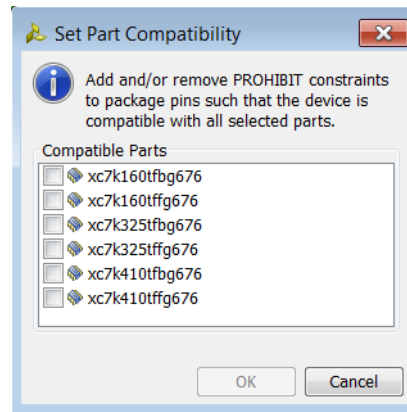 Set Part Compatibility
Add and/or remove PROHIBIT constraints
to package pins such that the device is
compatible with all selected parts.
Compatible Parts
xc7k160tfbg676
xc7k160tffg676
xc7k325tfbg676
xc7k325tffg676
xc7k410tfbg676
xc7k410tffg676
OK Cancel